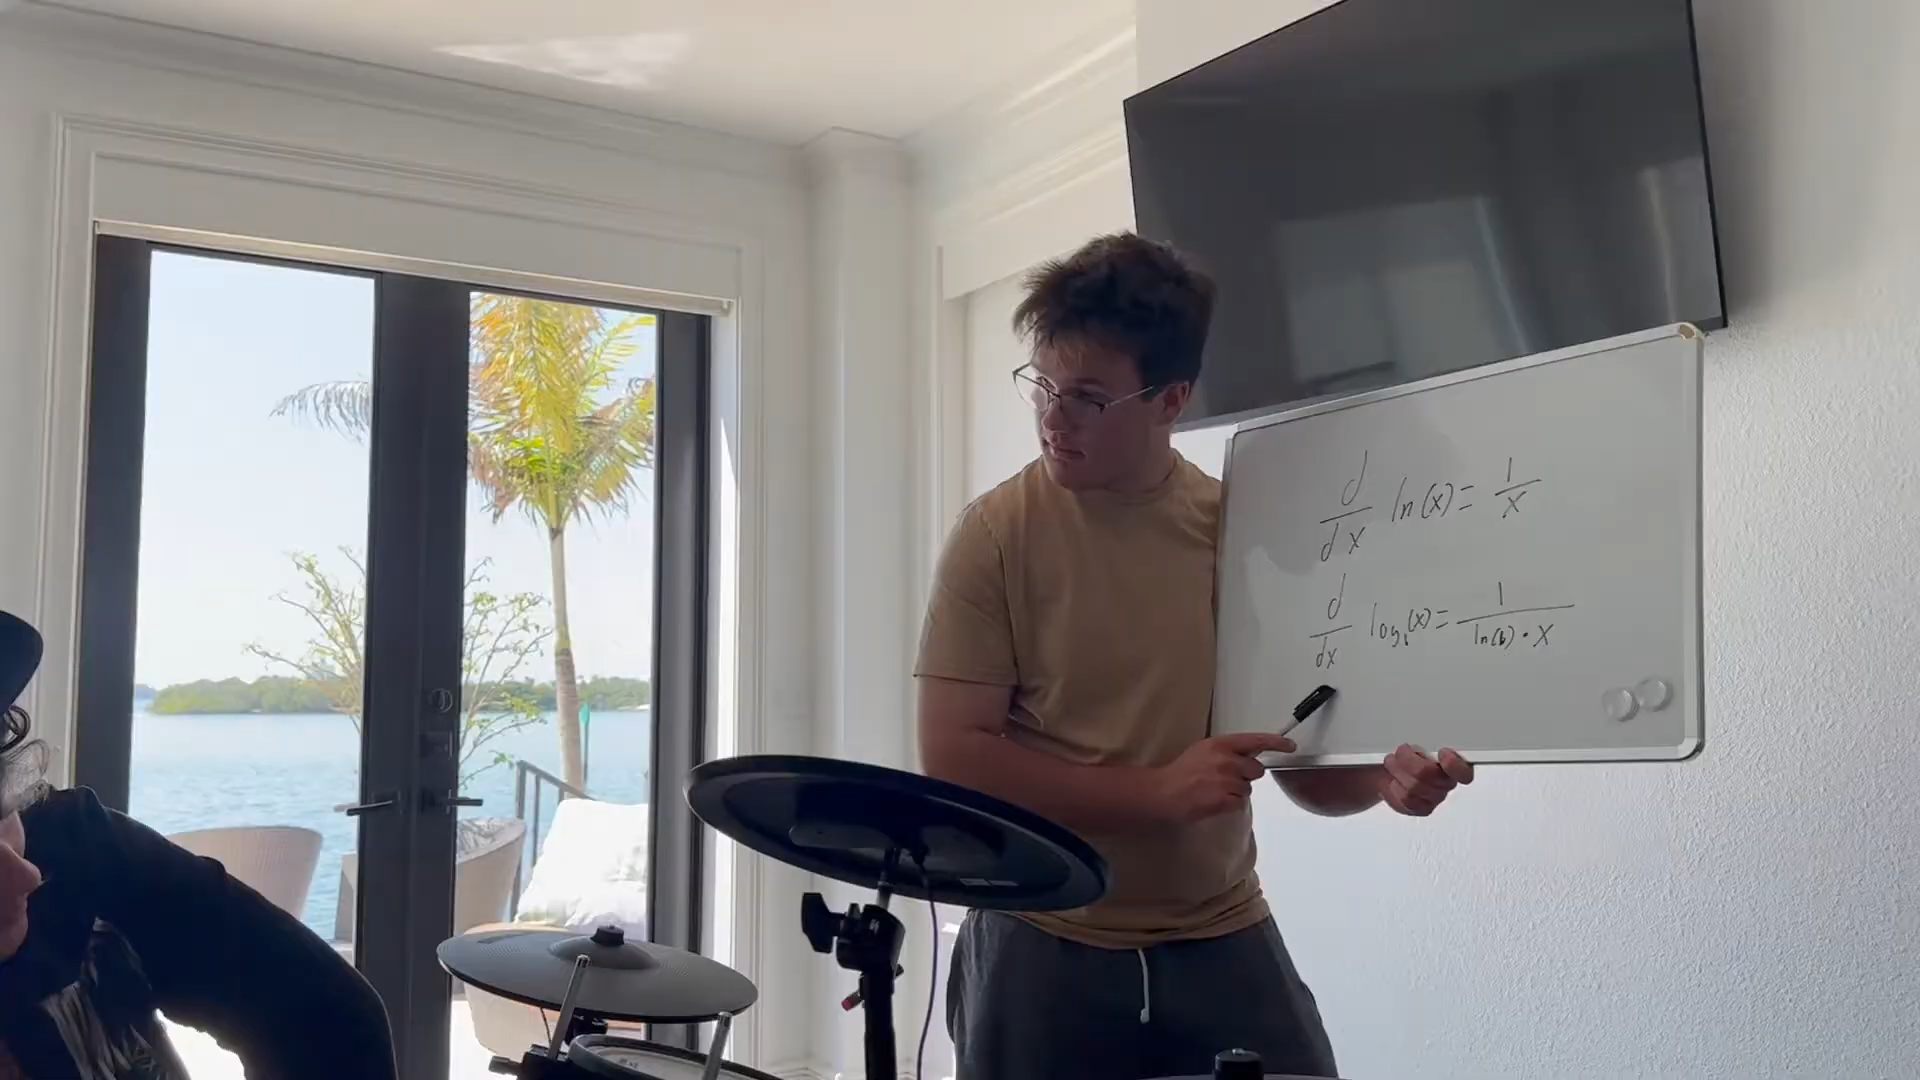 d/dx ln(x) = 1/x
d/dx log_b(x) = 1/(ln(b) · x)